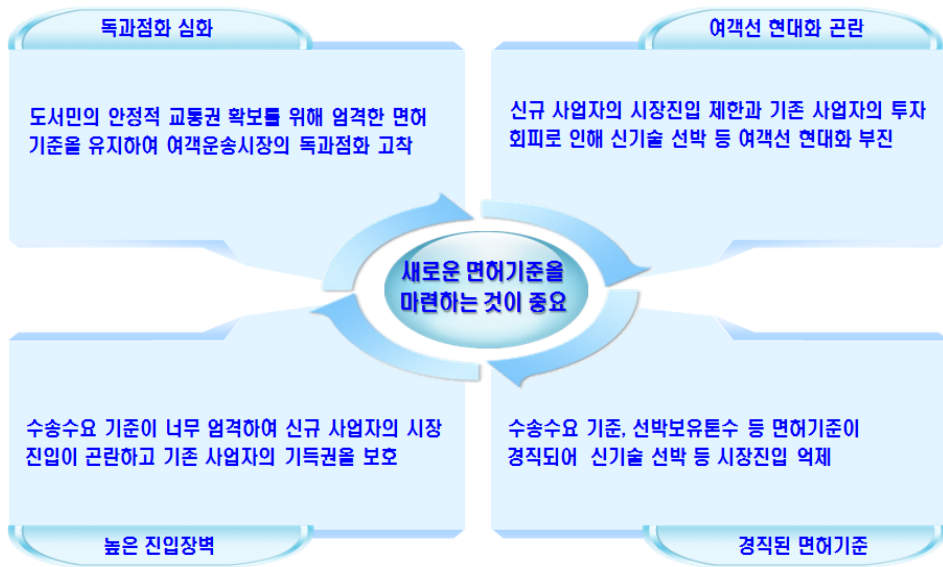 독과점화 심화
도서민의 안정적 교통권 확보를 위해 엄격한 면허
기준을 유지하여 여객운송시장의 독과점화 고착
여객선 현대화 곤란
신규 사업자의 시장진입 제한과 기존 사업자의 투자
회피로 인해 신기술 선박 등 여객선 현대화 부진
새로운 면허기준을
마련하는 것이 중요
수송수요 기준이 너무 엄격하여 신규 사업자의 시장
진입이 곤란하고 기존 사업자의 기득권을 보호
높은 진입장벽
수송수요 기준, 선박보유톤수 등 면허기준이
경직되어 신기술 선박 등 시장진입 억제
경직된 면허기준